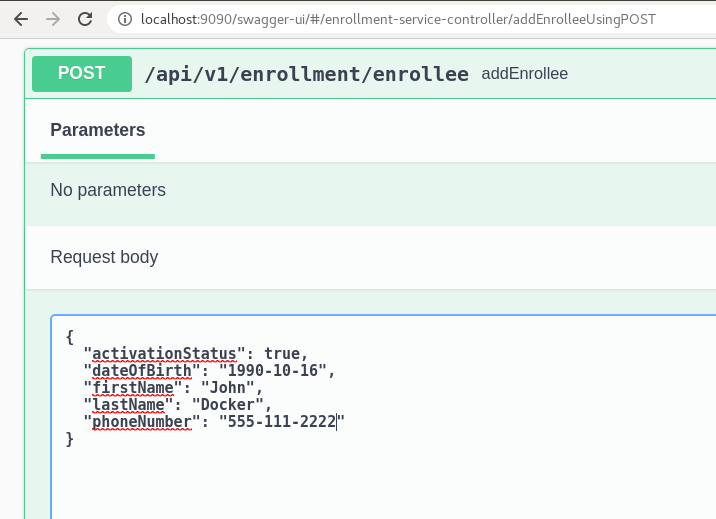 localhost:9090/swagger-ui/#/enrollment-service-controller/addEnrolleeUsingPOST
POST /api/v1/enrollment/enrollee addEnrollee
Parameters
No parameters
Request body
{
  "activationStatus": true,
  "dateOfBirth": "1990-10-16",
  "firstName": "John",
  "lastName": "Docker",
  "phoneNumber": "555-111-2222"
}